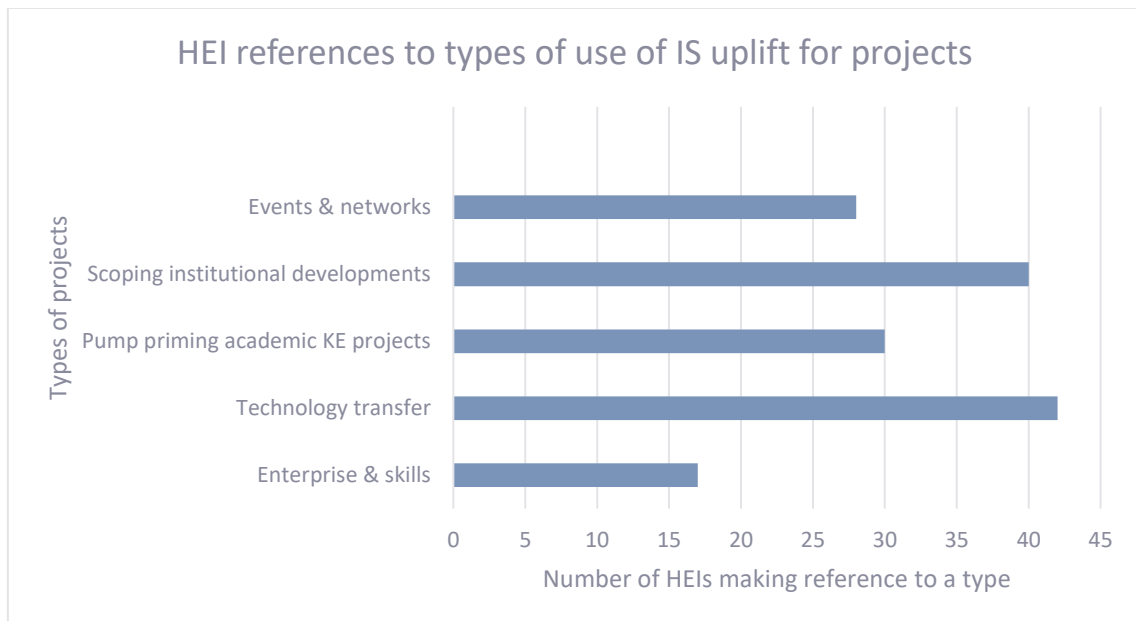 HEI references to types of use of IS uplift for projects
Types of projects
Events & networks
Scoping institutional developments
Pump priming academic KE projects
Technology transfer
Enterprise & skills
0 5 10 15 20 25 30 35 40 45
Number of HEIs making reference to a type